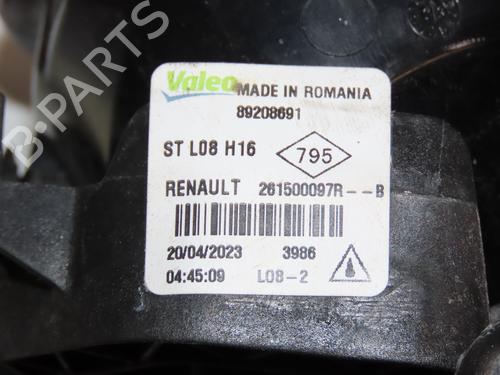 Valeo MADE IN ROMANIA
89208691
ST L08 H16 795
RENAULT 261500097R--B
20/04/2023 3986
04:45:09 L08-2
B-PARTS